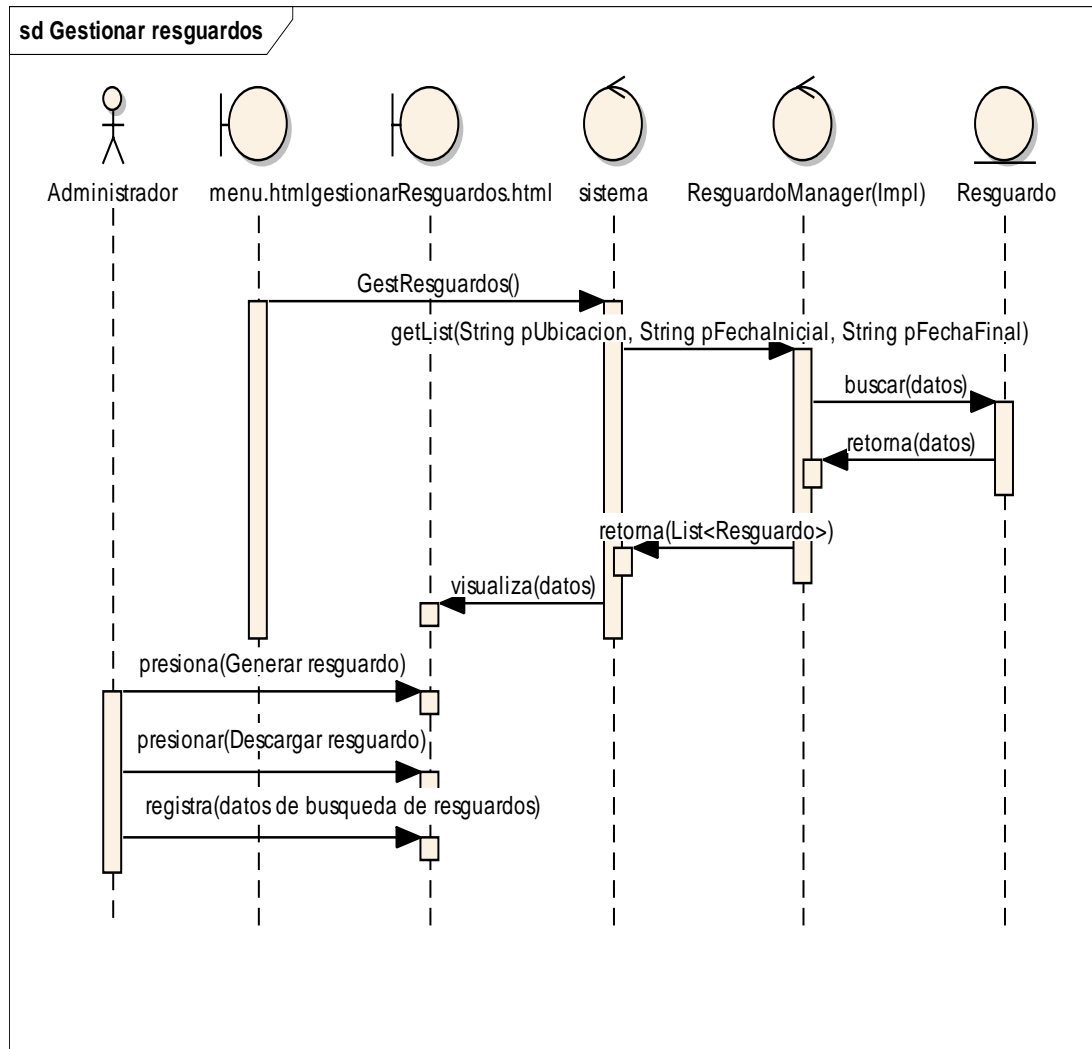 sd Gestionar resguardos
Administrador
menu.html
gestionarResguardos.html
sistema
ResguardoManager(Impl)
Resguardo
GestResguardos()
getList(String pUbicacion, String pFechaInicial, String pFechaFinal)
buscar(datos)
retorna(datos)
retorna(List<Resguardo>)
visualiza(datos)
presiona(Generar resguardo)
presionar(Descargar resguardo)
registra(datos de busqueda de resguardos)